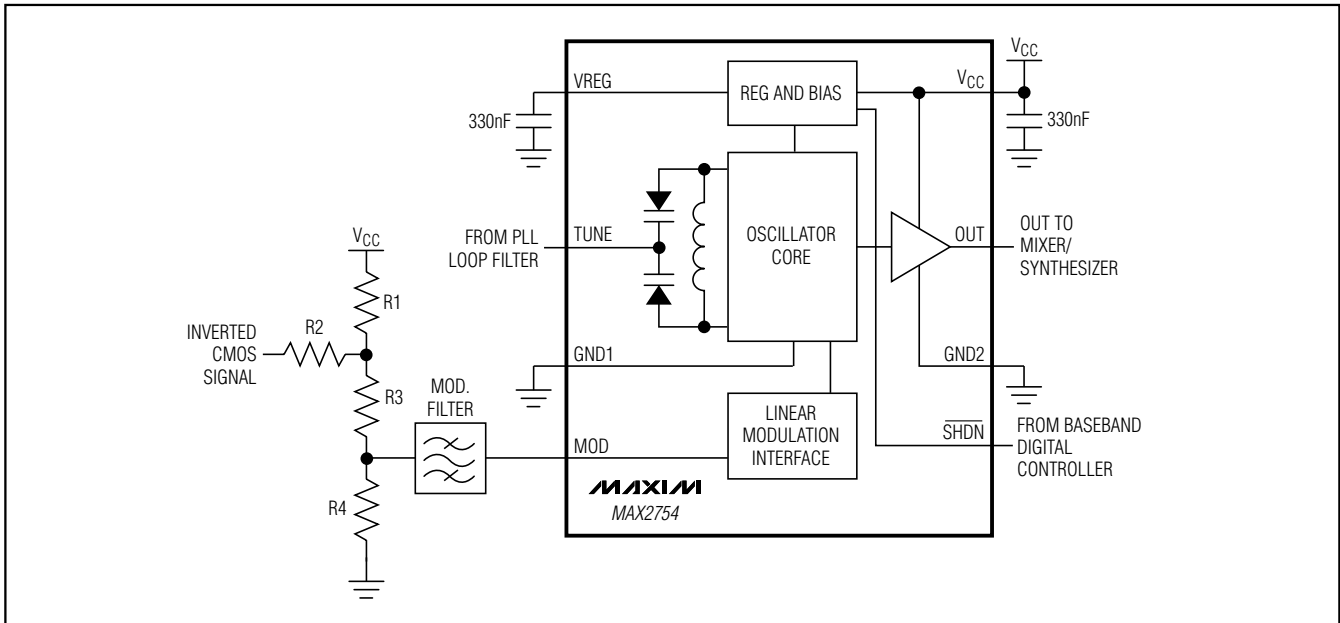 V_CC
VREG
REG AND BIAS
V_CC
330nF
330nF
V_CC
FROM PLL
LOOP FILTER
TUNE
OSCILLATOR
CORE
OUT
OUT TO
MIXER/
SYNTHESIZER
R1
INVERTED
CMOS
SIGNAL
R2
R3
MOD.
FILTER
GND1
GND2
LINEAR
MODULATION
INTERFACE
SHDN
FROM BASEBAND
DIGITAL
CONTROLLER
MOD
R4
MAXIM
MAX2754